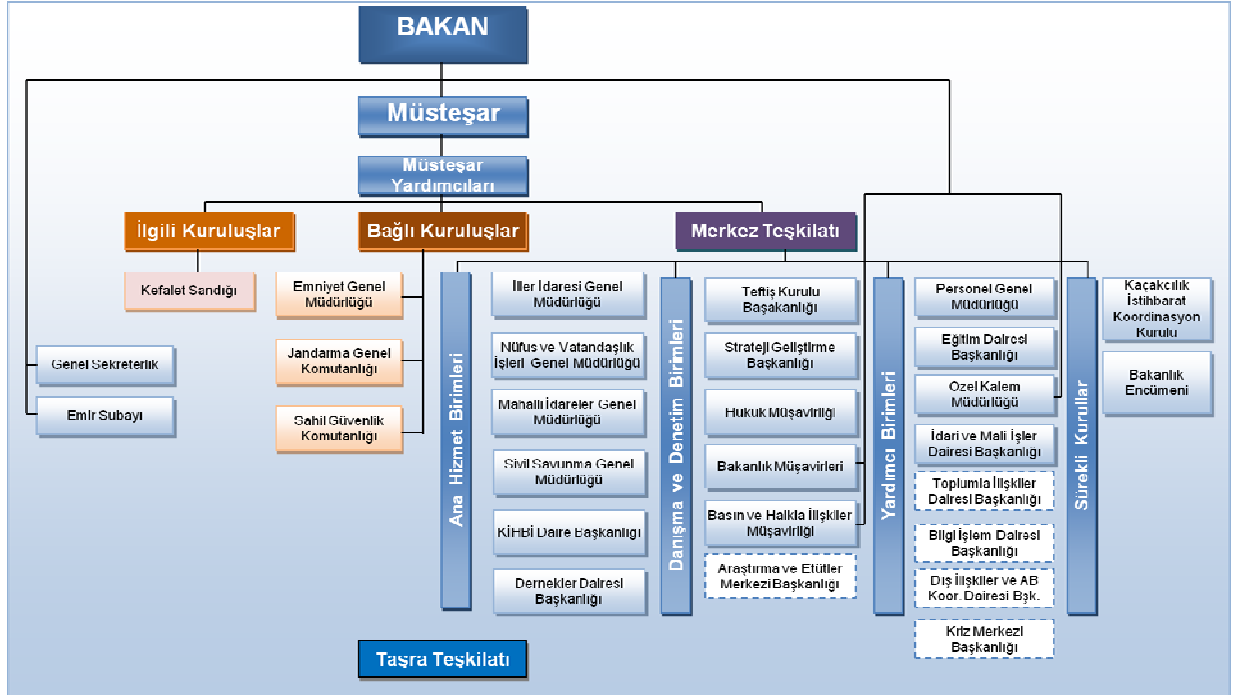 BAKAN
Müsteşar
Müsteşar
Yardımcıları
İlgili Kuruluşlar
Bağlı Kuruluşlar
Merkez Teşkilatı
Kefalet Sandığı
Genel Sekreterlik
Emir Subayı
Emniyet Genel
Müdürlüğü
Jandarma Genel
Komutanlığı
Sahil Güvenlik
Komutanlığı
Ana Hizmet Birimleri
İller İdaresi Genel
Müdürlüğü
Nüfus ve Vatandaşlık
İşleri Genel Müdürlüğü
Mahalli İdareler Genel
Müdürlüğü
Sivil Savunma Genel
Müdürlüğü
KİHBİ Daire Başkanlığı
Dernekler Dairesi
Başkanlığı
Danışma ve Denetim Birimleri
Teftiş Kurulu
Başakanlığı
Strateji Geliştirme
Başkanlığı
Hukuk Müşavirliği
Bakanlık Müşavirleri
Basın ve Halkla İlişkiler
Müşavirliği
Araştırma ve Etütler
Merkezi Başkanlığı
Yardımcı Birimleri
Personel Genel
Müdürlüğü
Eğitim Dairesi
Başkanlığı
Özel Kalem
Müdürlüğü
İdari ve Mali İşler
Dairesi Başkanlığı
Toplumla İlişkiler
Dairesi Başkanlığı
Bilgi İşlem Dairesi
Başkanlığı
Dış İlişkiler ve AB
Koor. Dairesi Bşk.
Kriz Merkezi
Başkanlığı
Sürekli Kurullar
Kaçakcılık
İstihbarat
Koordinasyon
Kurulu
Bakanlık
Encümeni
Taşra Teşkilatı